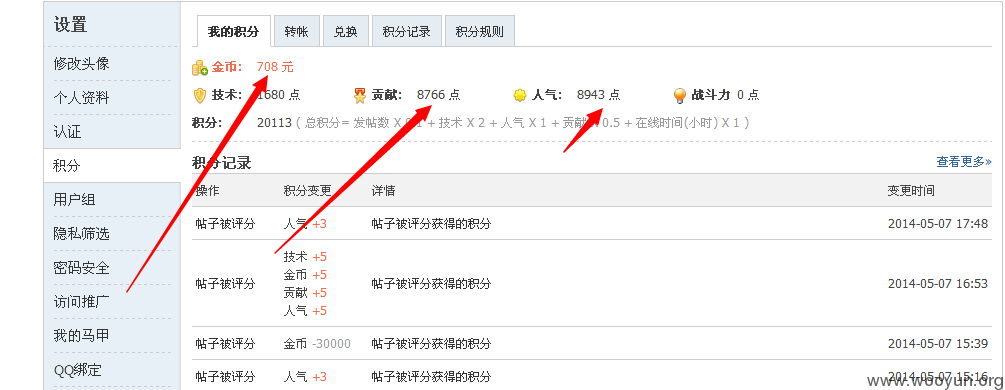 设置
修改头像
个人资料
认证
积分
用户组
隐私筛选
密码安全
访问推广
我的马甲
QQ绑定
我的积分 转帐 兑换 积分记录 积分规则
金币: 708 元
技术: 1680 点 贡献: 8766 点 人气: 8943 点 战斗力 0 点
积分: 20113 ( 总积分= 发帖数 X + 技术 X 2 + 人气 X 1 + 贡献 0.5 + 在线时间(小时) X 1 )
积分记录 查看更多»
操作 积分变更 详情 变更时间
帖子被评分 人气 +3 帖子被评分获得的积分 2014-05-07 17:48
技术 +5
金币 +5
帖子被评分 贡献 +5 帖子被评分获得的积分 2014-05-07 16:53
人气 +5
帖子被评分 金币 -30000 帖子被评分获得的积分 2014-05-07 15:39
帖子被评分 人气 +3 帖子被评分获得的积分 2014-05-07 15:16
www.wooyun.org